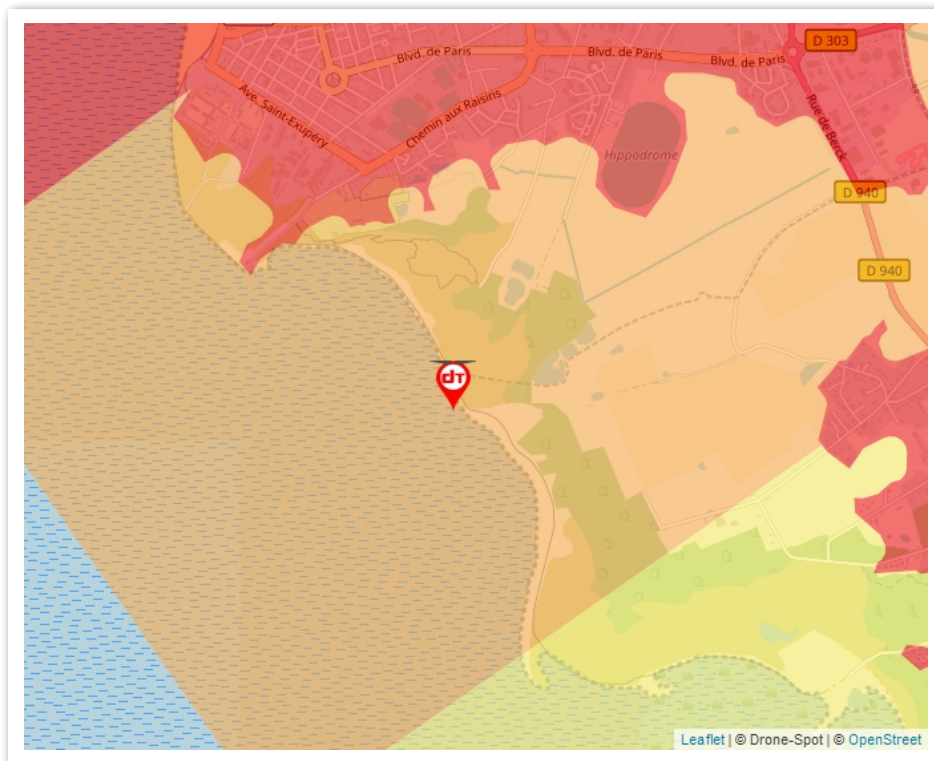 D 303
Blvd. de Paris
Blvd. de Paris
Blvd. de Paris
Ave. Saint-Exupéry
Chemin aux Raisins
Rue de Berck
Hippodrome
D 940
D 940
dT
Leaflet | © Drone-Spot | © OpenStreet